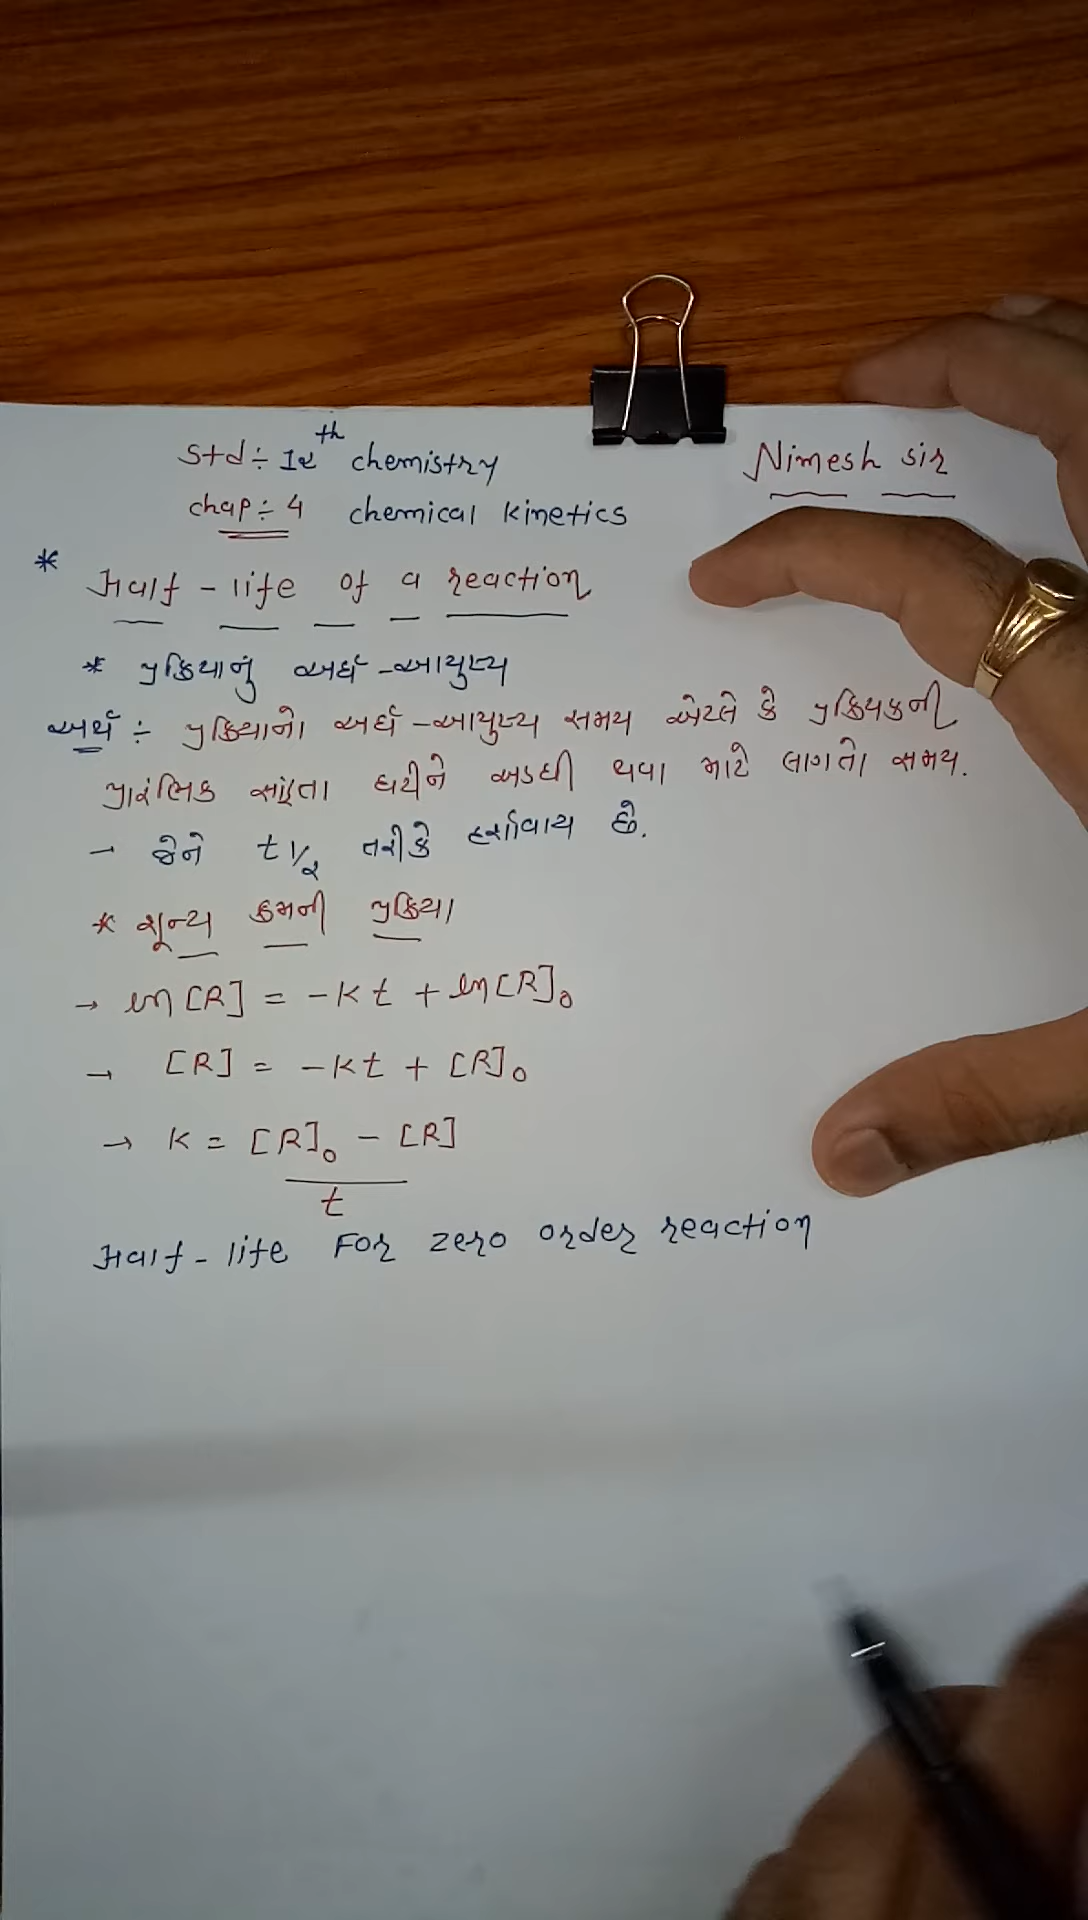 Std ÷ 12th chemistry
Nimesh sir
chap ÷ 4 chemical kinetics
* Half - life of a reaction
* પ્રક્રિયાનું અર્ધ - આયુષ્ય
અર્થ ÷ પ્રક્રિયાનો અર્ધ - આયુષ્ય સમય એટલે કે પ્રક્રિયકની
પ્રારંભિક સાંદ્રતા ઘટીને અડધી થવા માટે લાગતો સમય.
- જેને t1/2 તરીકે દર્શાવાય છે.
* શૂન્ય ક્રમની પ્રક્રિયા
→ ln[R] = -kt + ln[R]₀
→ [R] = -kt + [R]₀
→ K = [R]₀ - [R]
t
Half - life For zero order reaction